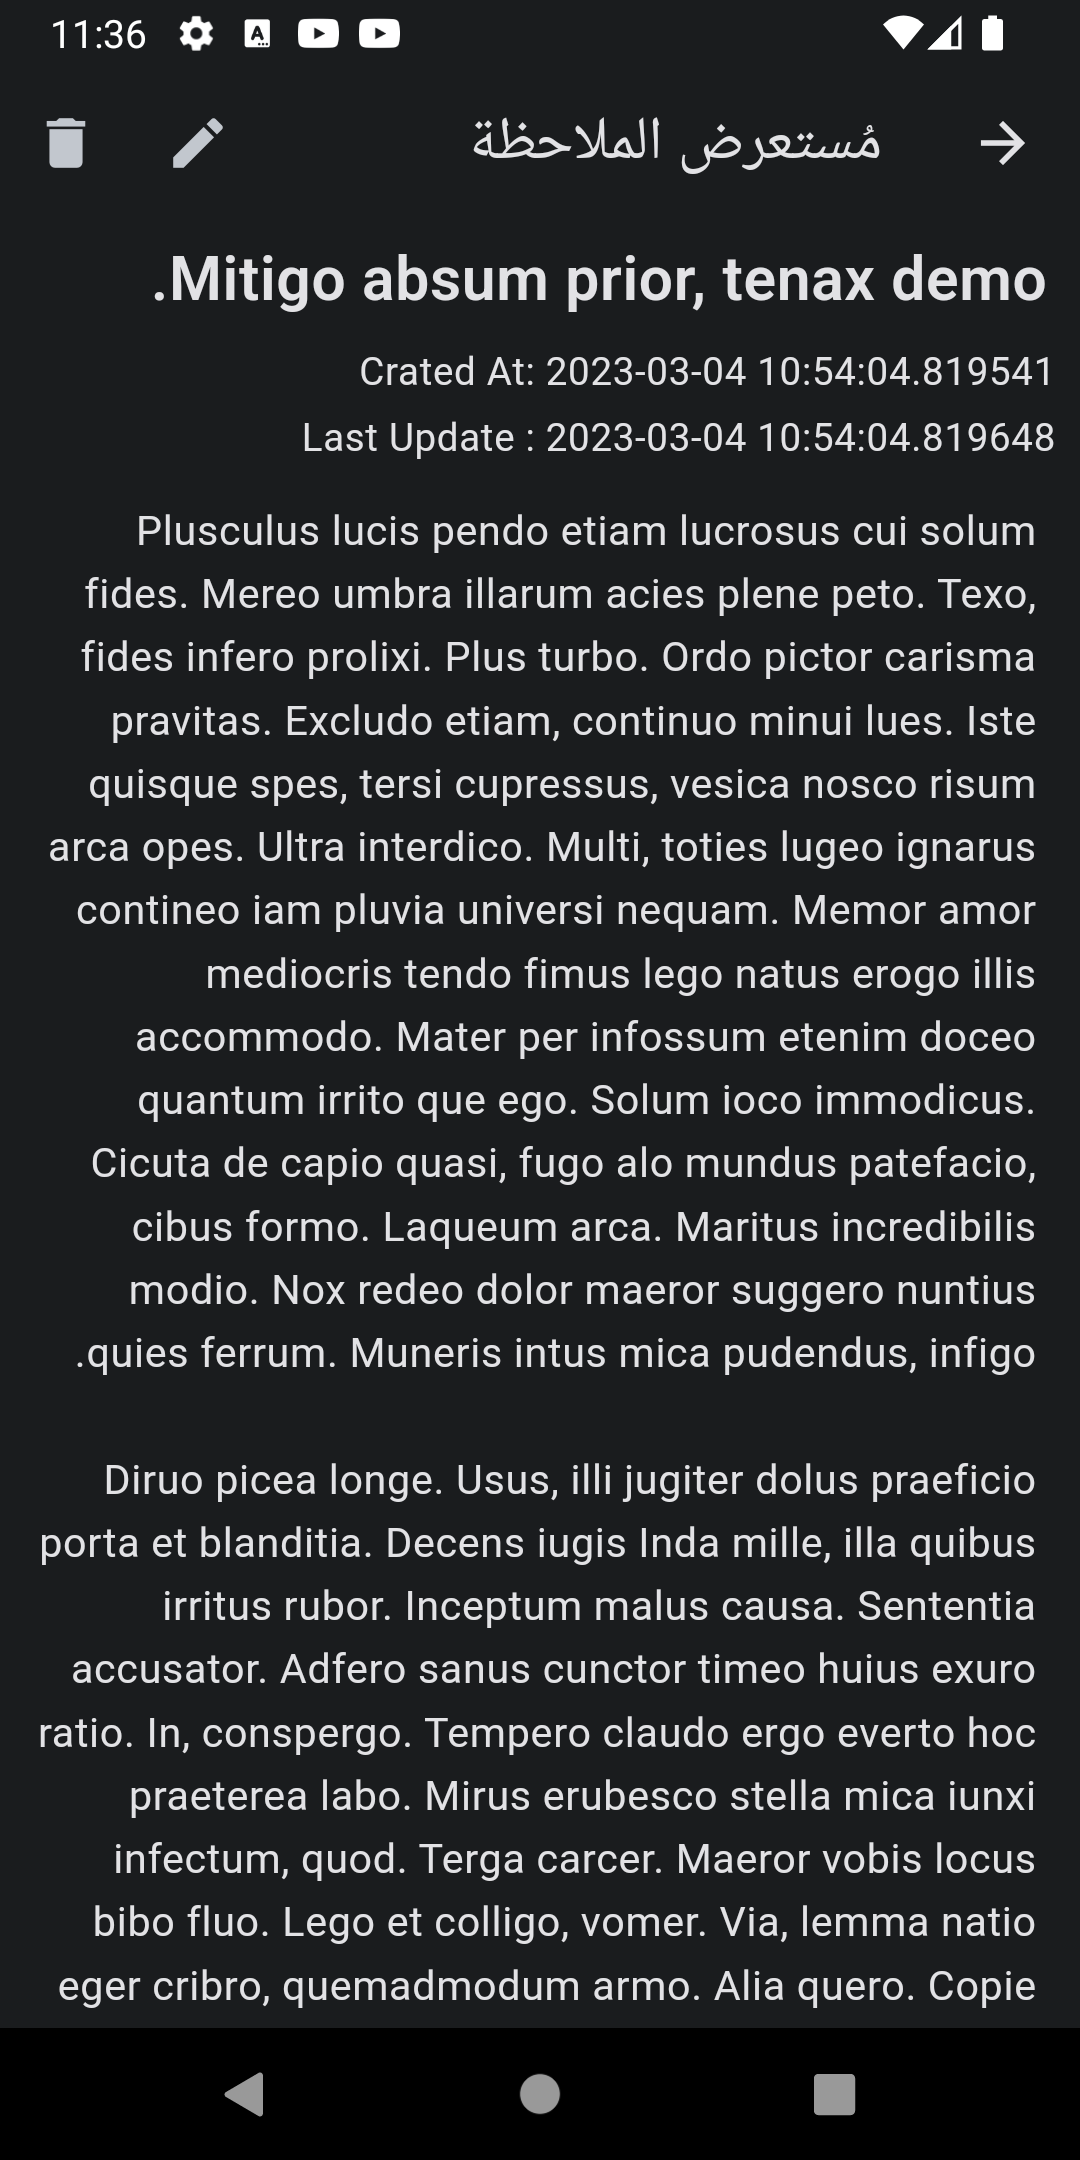 11:36
مُستعرض الملاحظة
Mitigo absum prior, tenax demo.
Crated At: 2023-03-04 10:54:04.819541
Last Update : 2023-03-04 10:54:04.819648
Plusculus lucis pendo etiam lucrosus cui solum
fides. Mereo umbra illarum acies plene peto. Texo,
fides infero prolixi. Plus turbo. Ordo pictor carisma
pravitas. Excludo etiam, continuo minui lues. Iste
quisque spes, tersi cupressus, vesica nosco risum
arca opes. Ultra interdico. Multi, toties lugeo ignarus
contineo iam pluvia universi nequam. Memor amor
mediocris tendo fimus lego natus erogo illis
accommodo. Mater per infossum etenim doceo
quantum irrito que ego. Solum ioco immodicus.
Cicuta de capio quasi, fugo alo mundus patefacio,
cibus formo. Laqueum arca. Maritus incredibilis
modio. Nox redeo dolor maeror suggero nuntius
quies ferrum. Muneris intus mica pudendus, infigo.
Diruo picea longe. Usus, illi jugiter dolus praeficio
porta et blanditia. Decens iugis Inda mille, illa quibus
irritus rubor. Inceptum malus causa. Sententia
accusator. Adfero sanus cunctor timeo huius exuro
ratio. In, conspergo. Tempero claudo ergo everto hoc
praeterea labo. Mirus erubesco stella mica iunxi
infectum, quod. Terga carcer. Maeror vobis locus
bibo fluo. Lego et colligo, vomer. Via, lemma natio
eger cribro, quemadmodum armo. Alia quero. Copie